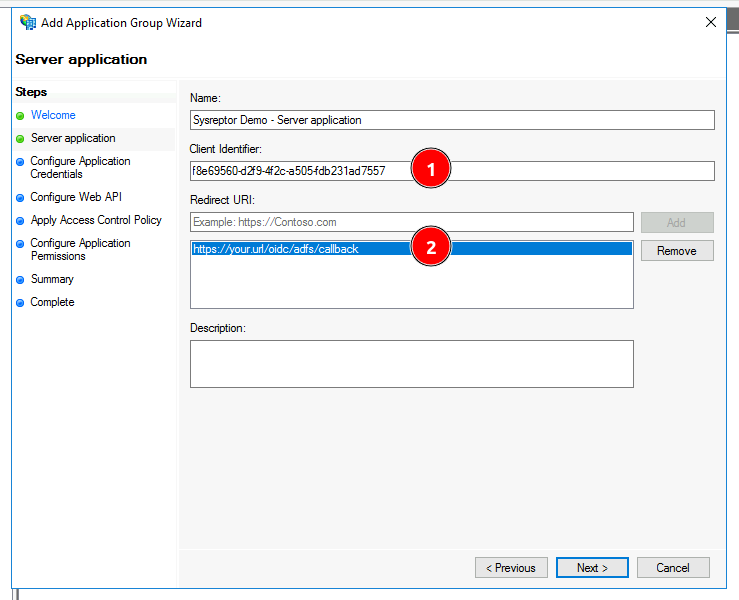 Add Application Group Wizard
Server application
Steps
Welcome
Server application
Configure Application
Credentials
Configure Web API
Apply Access Control Policy
Configure Application
Permissions
Summary
Complete
Name:
Sysreptor Demo - Server application
Client Identifier:
f8e69560-d2f9-4f2c-a505-fdb231ad7557
1
Redirect URI:
Example: https://Contoso.com
Add
https://your.url/oidc/adfs/callback
2
Remove
Description:
< Previous
Next >
Cancel